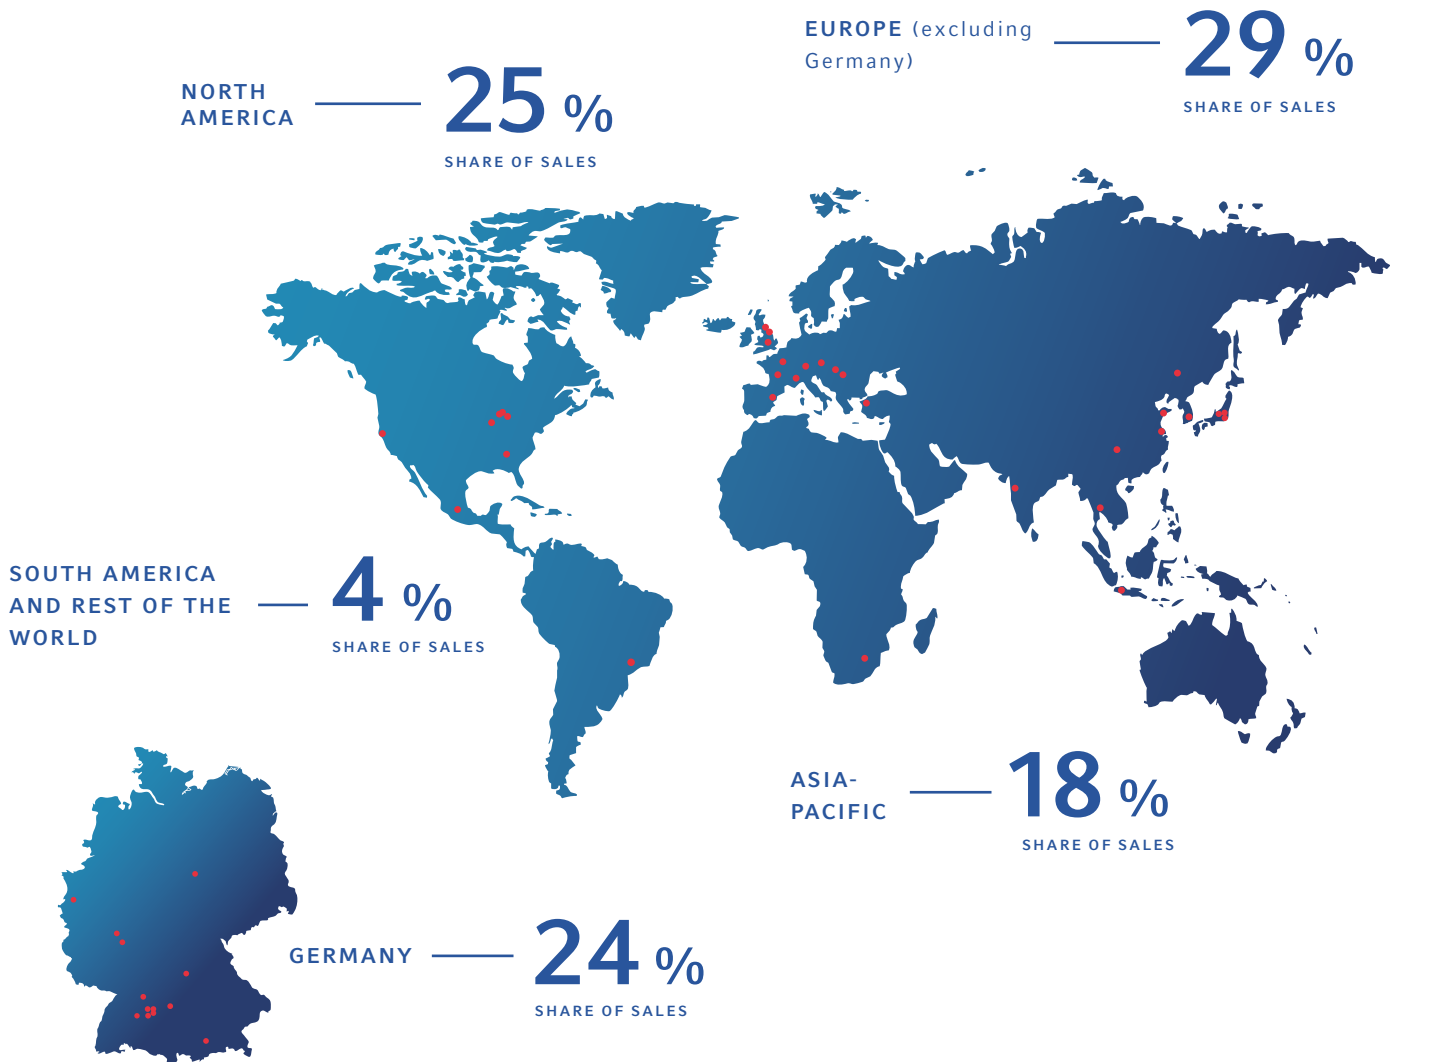 EUROPE (excluding
Germany)
29 %
SHARE OF SALES
NORTH
AMERICA
25 %
SHARE OF SALES
SOUTH AMERICA
AND REST OF THE
WORLD
4 %
SHARE OF SALES
ASIA-
PACIFIC
18 %
SHARE OF SALES
GERMANY
24 %
SHARE OF SALES